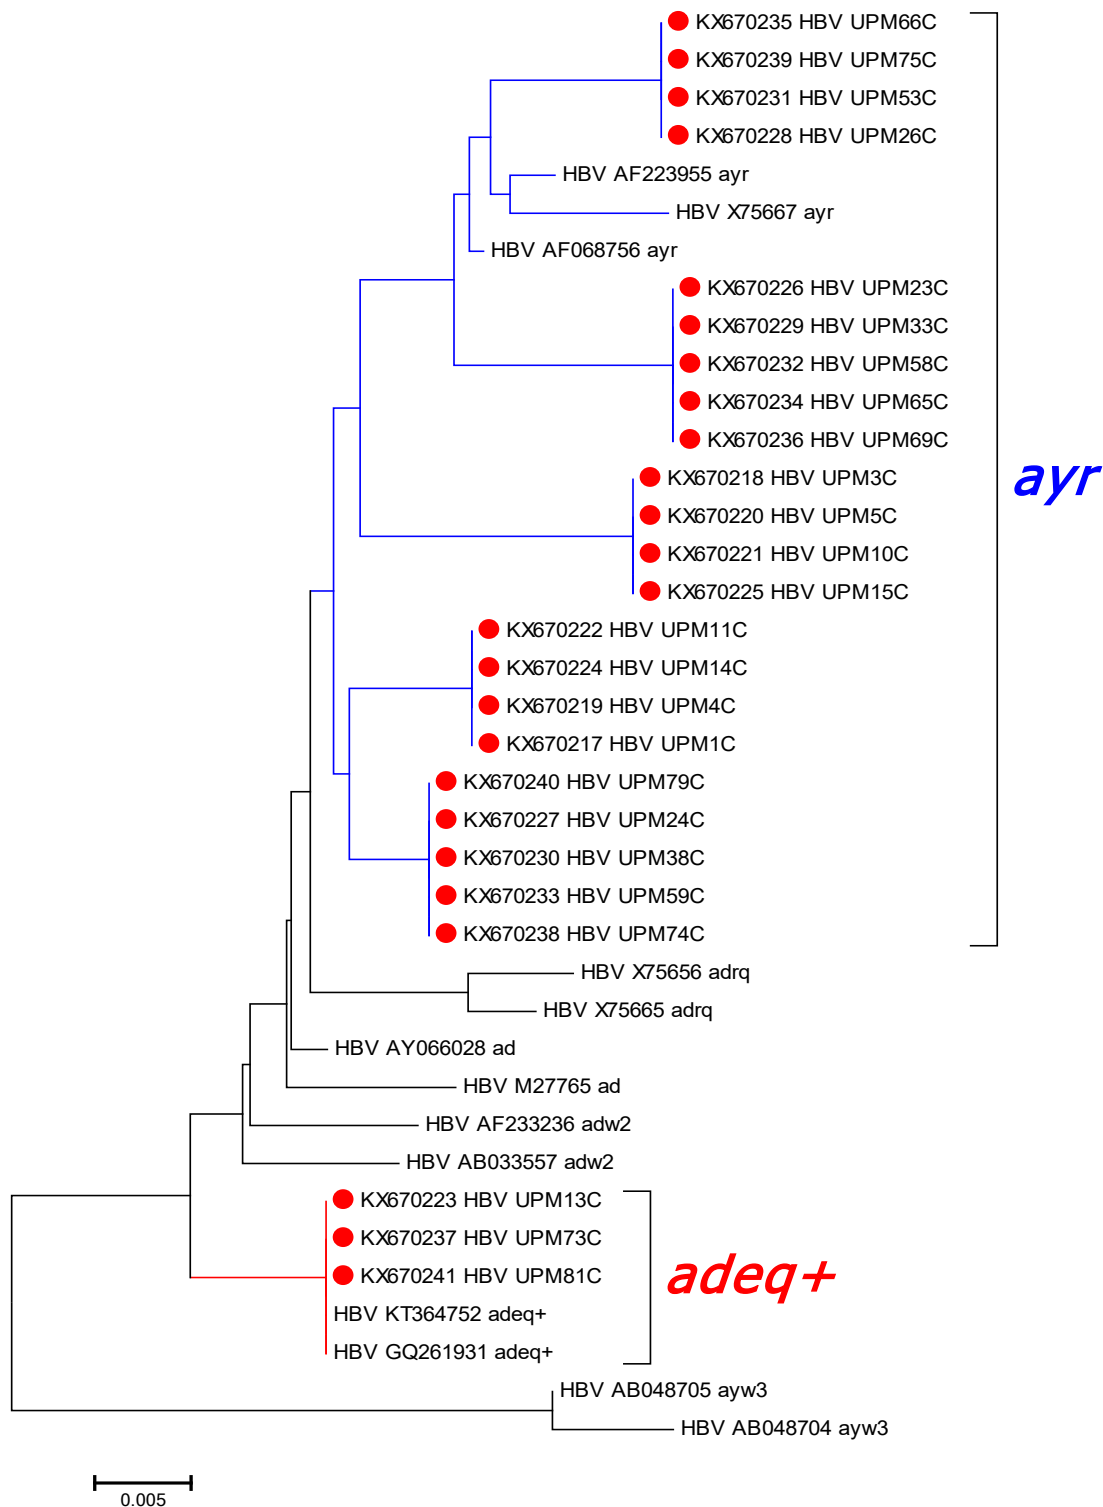 KX670235 HBV UPM66C
KX670239 HBV UPM75C
KX670231 HBV UPM53C
KX670228 HBV UPM26C
HBV AF223955 ayr
HBV X75667 ayr
HBV AF068756 ayr
KX670226 HBV UPM23C
KX670229 HBV UPM33C
KX670232 HBV UPM58C
KX670234 HBV UPM65C
KX670236 HBV UPM69C
ayr
KX670218 HBV UPM3C
KX670220 HBV UPM5C
KX670221 HBV UPM10C
KX670225 HBV UPM15C
KX670222 HBV UPM11C
KX670224 HBV UPM14C
KX670219 HBV UPM4C
KX670217 HBV UPM1C
KX670240 HBV UPM79C
KX670227 HBV UPM24C
KX670230 HBV UPM38C
KX670233 HBV UPM59C
KX670238 HBV UPM74C
HBV X75656 adrq
HBV X75665 adrq
HBV AY066028 ad
HBV M27765 ad
HBV AF233236 adw2
HBV AB033557 adw2
KX670223 HBV UPM13C
KX670237 HBV UPM73C
KX670241 HBV UPM81C
adeq+
HBV KT364752 adeq+
HBV GQ261931 adeq+
HBV AB048705 ayw3
HBV AB048704 ayw3
0.005